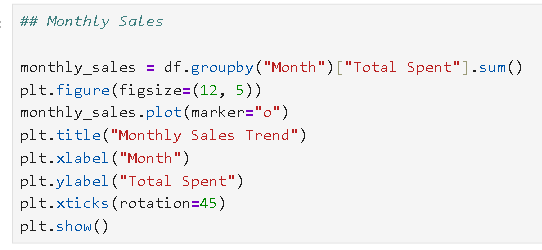 ## Monthly Sales
monthly_sales = df.groupby("Month")["Total Spent"].sum()
plt.figure(figsize=(12, 5))
monthly_sales.plot(marker="o")
plt.title("Monthly Sales Trend")
plt.xlabel("Month")
plt.ylabel("Total Spent")
plt.xticks(rotation=45)
plt.show()